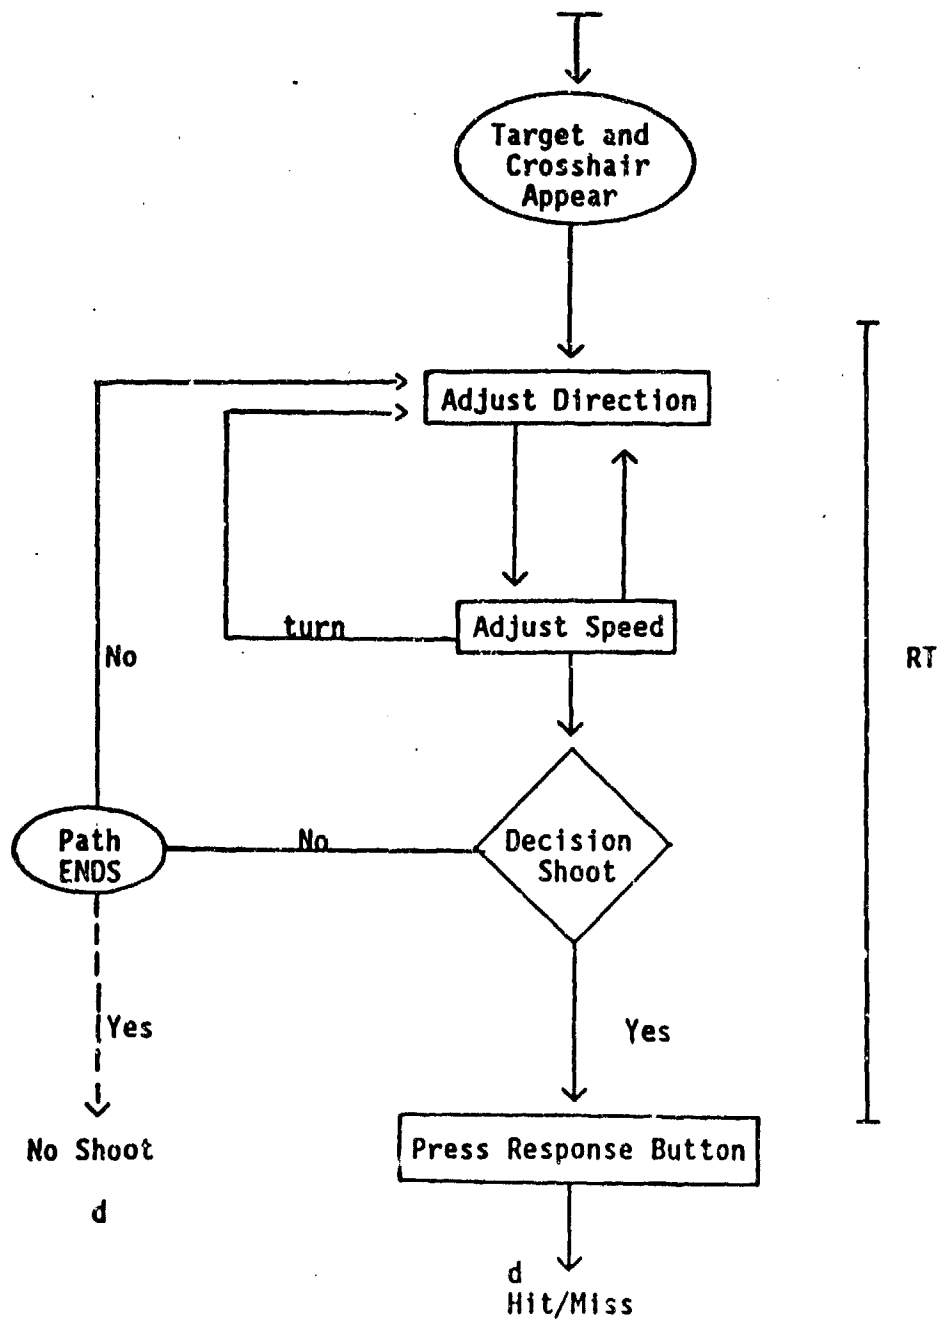 Target and
Crosshair
Appear
Adjust Direction
turn
Adjust Speed
No
RT
Path
ENDS
No
Decision
Shoot
Yes
Yes
No Shoot
Press Response Button
d
d
Hit/Miss